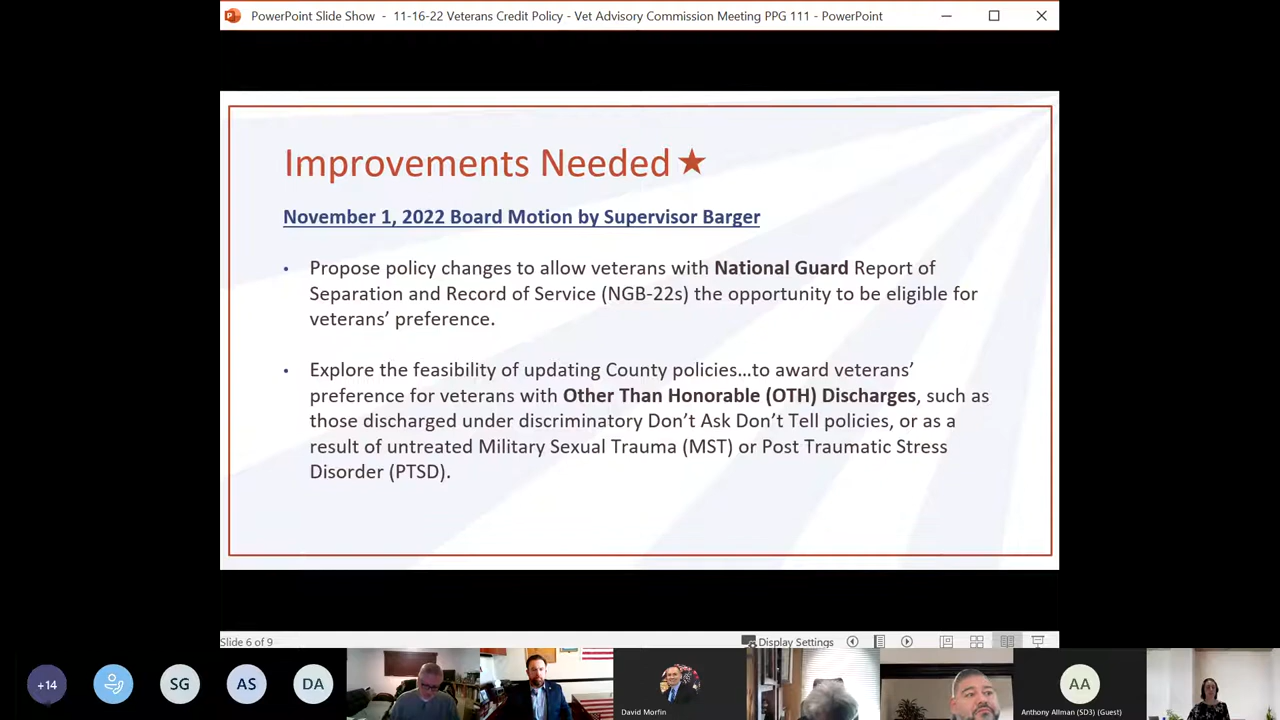 PowerPoint Slide Show - 11-16-22 Veterans Credit Policy - Vet Advisory Commission Meeting PPG 111 - PowerPoint
Improvements Needed
November 1, 2022 Board Motion by Supervisor Barger
• Propose policy changes to allow veterans with National Guard Report of
Separation and Record of Service (NGB-22s) the opportunity to be eligible for
veterans’ preference.
• Explore the feasibility of updating County policies…to award veterans’
preference for veterans with Other Than Honorable (OTH) Discharges, such as
those discharged under discriminatory Don’t Ask Don’t Tell policies, or as a
result of untreated Military Sexual Trauma (MST) or Post Traumatic Stress
Disorder (PTSD).
Slide 6 of 9
Display Settings
+14
SG
AS
DA
David Morfin
AA
Anthony Allman (SD3) (Guest)